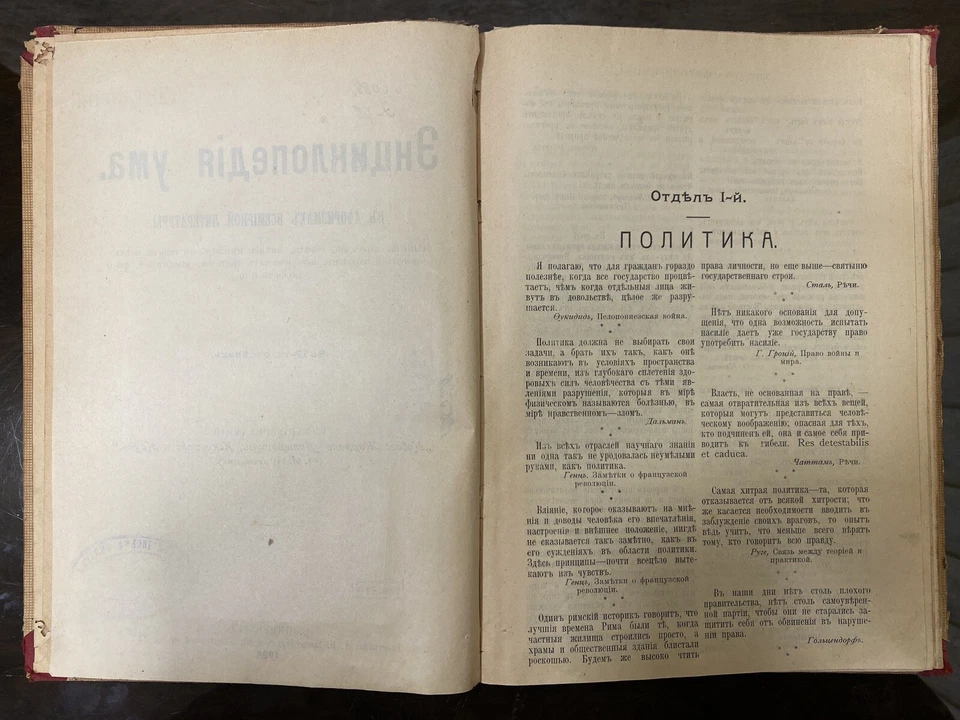 Энциклопедія ума.
Отдѣлъ I-й.
ПОЛИТИКА.
Я полагаю, что для гражданъ гораздо
полезнѣе, когда все государство процвѣ-
таетъ, чѣмъ когда отдѣльныя лица жи-
вутъ въ довольствѣ, цѣлое же разру-
шается.
Ѳукидидъ, Пелопонезская война.
* * *
Политика должна не выбирать свои
задачи, а брать ихъ такъ, какъ онѣ
возникаютъ въ условіяхъ пространства
и времени, изъ глубокаго сплетенія здо-
ровыхъ силъ человѣчества съ тѣми яв-
леніями разрушенія, которыя въ мірѣ
физическомъ называются болѣзнью, въ
мірѣ нравственномъ—зломъ.
Дальманъ.
* * *
Изъ всѣхъ отраслей научнаго знанія
ни одна такъ не уродовалась неумѣлыми
руками, какъ политика.
Генцъ, Замѣтки о французской
революціи.
* * *
Вліяніе, которое оказываютъ на мнѣ-
нія и доводы человѣка его впечатлѣнія,
настроеніе и внѣшнее положеніе, нигдѣ
не сказывается такъ замѣтно, какъ въ
его сужденіяхъ въ области политики.
Здѣсь принципы—почти всецѣло выте-
каютъ изъ чувствъ.
Генцъ, Замѣтки о французской
революціи.
* * *
Одинъ римскій историкъ говоритъ, что
лучшія времена Рима были тѣ, когда
частныя жилища строились просто, а
храмы и общественныя зданія блистали
роскошью. Будемъ же высоко чтить
права личности, но еще выше—святыню
государственнаго строя.
Сталь, Рѣчи.
* * *
Нѣтъ никакого основанія для допу-
щенія, что одна возможность испытать
насиліе даетъ уже государству право
употребить насиліе.
Г. Гроцій, Право войны и
мира.
* * *
Власть, не основанная на правѣ, —
самая отвратительная изъ всѣхъ вещей,
которыя могутъ представиться человѣ-
ческому воображенію; опасная для тѣхъ,
кто подчиненъ ей, она и самое себя при-
водитъ къ гибели. Res detestabilis
et caduca.
Чаттамъ, Рѣчи.
* * *
Самая хитрая политика—та, которая
отказывается отъ всякой хитрости; что
же касается необходимости вводить въ
заблужденіе своихъ враговъ, то опытъ
вѣдь учитъ, что меньше всего вѣрятъ
тому, кто говоритъ всю правду.
Руге, Связь между теоріей и
практикой.
* * *
Въ наши дни нѣтъ столь плохого
правительства, нѣтъ столь самоувѣрен-
ной партіи, чтобы они не старались за-
щитить себя отъ обвиненія въ наруше-
ніи права.
Гольцендорфъ.
* * *